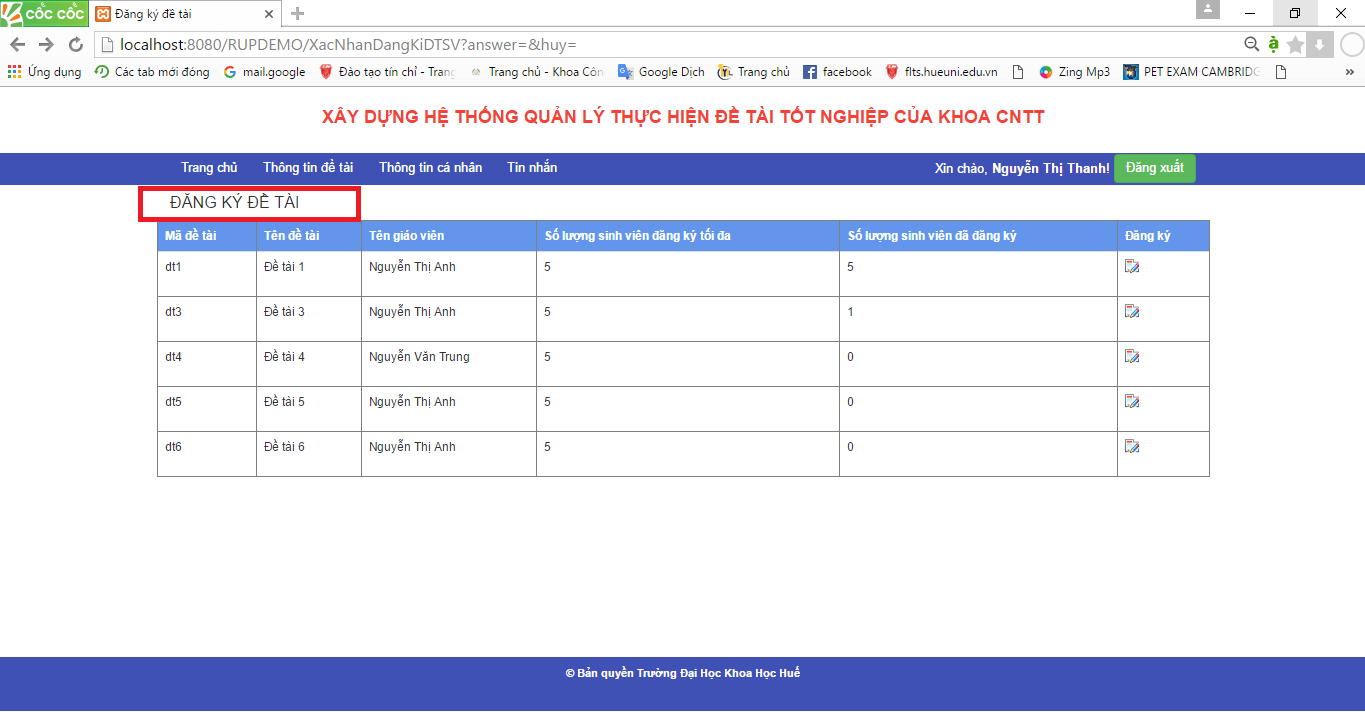 cốc cốc Đăng ký đề tài
localhost:8080/RUPDEMO/XacNhanDangKiDTSV?answer=&huy=
Ứng dụng Các tab mới đóng mail.google Đào tạo tín chỉ - Trang Trang chủ - Khoa Côn Google Dịch Trang chủ facebook flts.hueuni.edu.vn Zing Mp3 PET EXAM CAMBRIDG »
XÂY DỰNG HỆ THỐNG QUẢN LÝ THỰC HIỆN ĐỀ TÀI TỐT NGHIỆP CỦA KHOA CNTT
Trang chủ Thông tin đề tài Thông tin cá nhân Tin nhắn Xin chào, Nguyễn Thị Thanh! Đăng xuất
ĐĂNG KÝ ĐỀ TÀI
Mã đề tài Tên đề tài Tên giáo viên Số lượng sinh viên đăng ký tối đa Số lượng sinh viên đã đăng ký Đăng ký
dt1 Đề tài 1 Nguyễn Thị Anh 5 5
dt3 Đề tài 3 Nguyễn Thị Anh 5 1
dt4 Đề tài 4 Nguyễn Văn Trung 5 0
dt5 Đề tài 5 Nguyễn Thị Anh 5 0
dt6 Đề tài 6 Nguyễn Thị Anh 5 0
© Bản quyền Trường Đại Học Khoa Học Huế